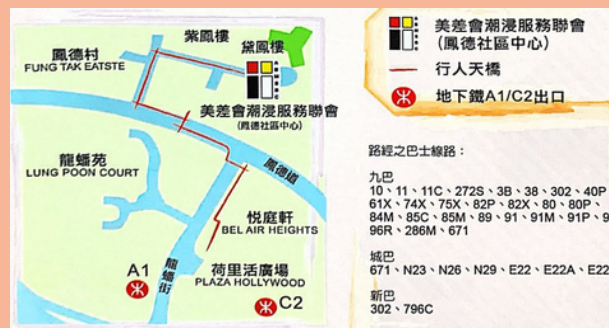 鳳德村
FUNG TAK EATSTE
紫鳳樓
黛鳳樓
美差會潮浸服務聯會
(鳳德社區中心)
龍蟠苑
LUNG POON COURT
鳳德道
悦庭軒
BEL AIR HEIGHTS
龍蟠街
荷里活廣場
PLAZA HOLLYWOOD
A1
C2
美差會潮浸服務聯會
(鳳德社區中心)
行人天橋
地下鐵A1/C2出口
路經之巴士線路：
九巴
10、11、11C、272S、3B、38、302、40P
61X、74X、75X、82P、82X、80、80P、
84M、85C、85M、89、91、91M、91P、9
96R、286M、671
城巴
671、N23、N26、N29、E22、E22A、E22
新巴
302、796C